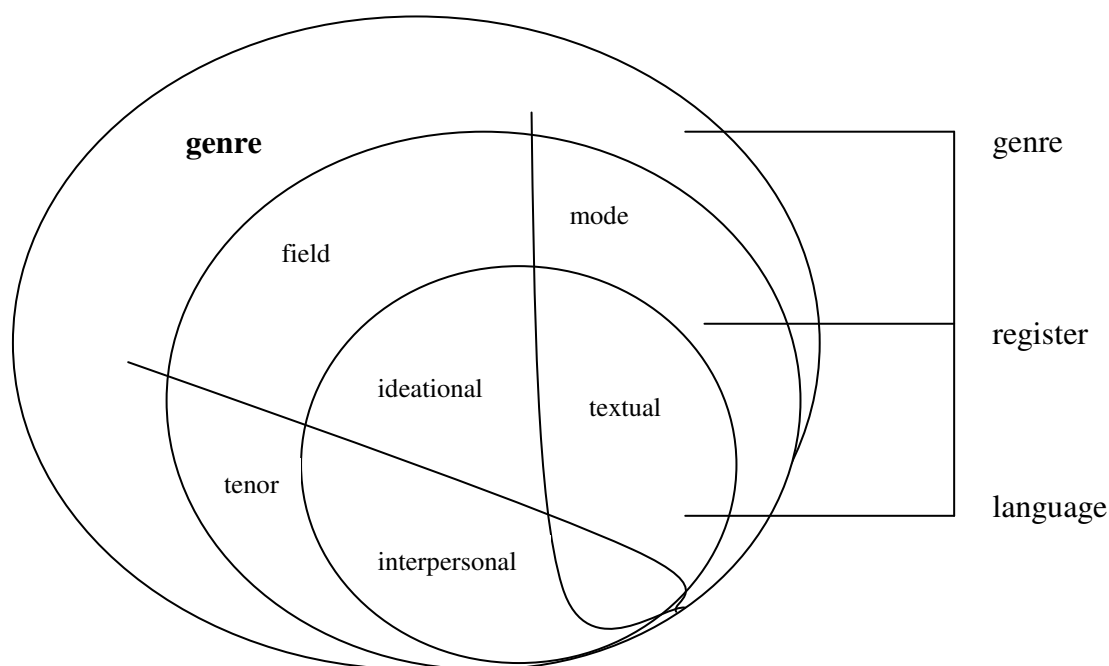 genre
genre
mode
field
register
ideational
textual
tenor
language
interpersonal